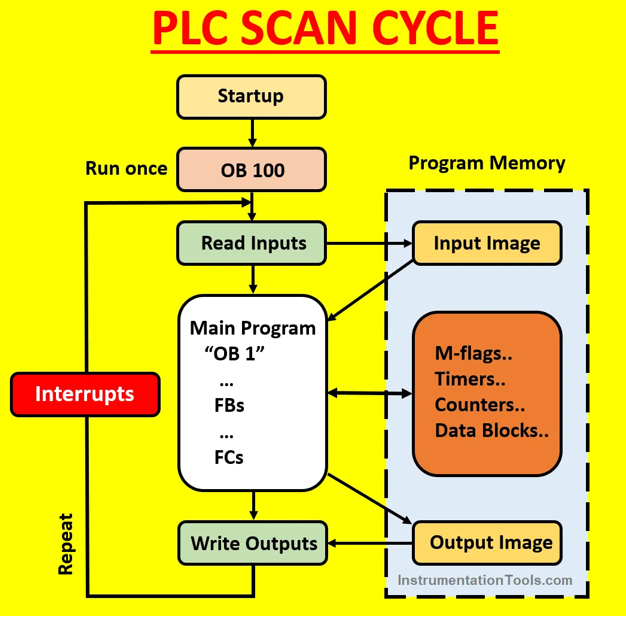 PLC SCAN CYCLE
Startup
Run once
OB 100
Program Memory
Read Inputs
Input Image
Main Program
“OB 1”
...
FBs
...
FCs
M-flags..
Timers..
Counters..
Data Blocks..
Interrupts
Repeat
Write Outputs
Output Image
InstrumentationTools.com